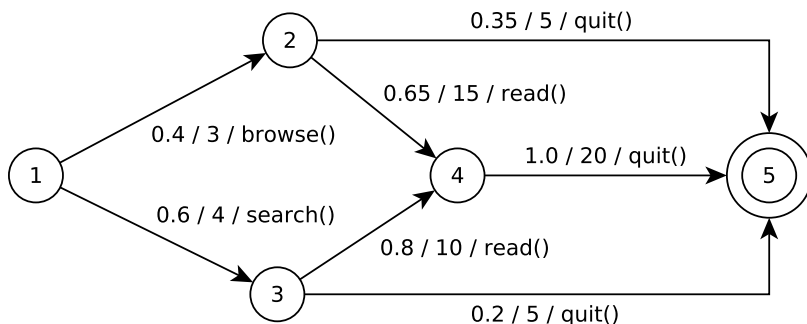 0.35 / 5 / quit()
2
0.65 / 15 / read()
0.4 / 3 / browse()
1.0 / 20 / quit()
1
4
5
0.6 / 4 / search()
0.8 / 10 / read()
3
0.2 / 5 / quit()